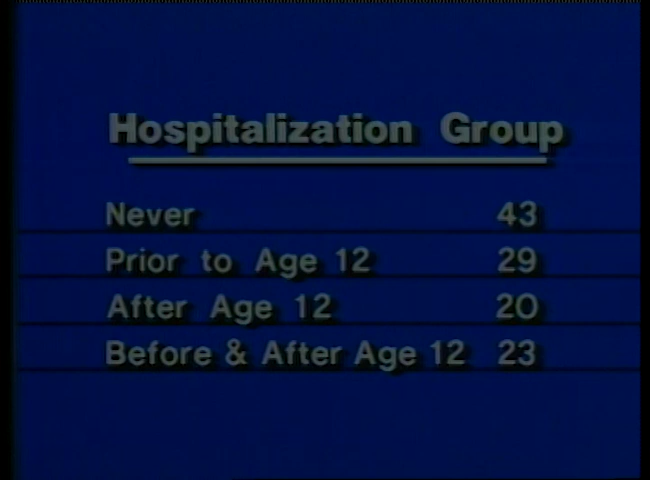 Hospitalization Group
Never 43
Prior to Age 12 29
After Age 12 20
Before & After Age 12 23